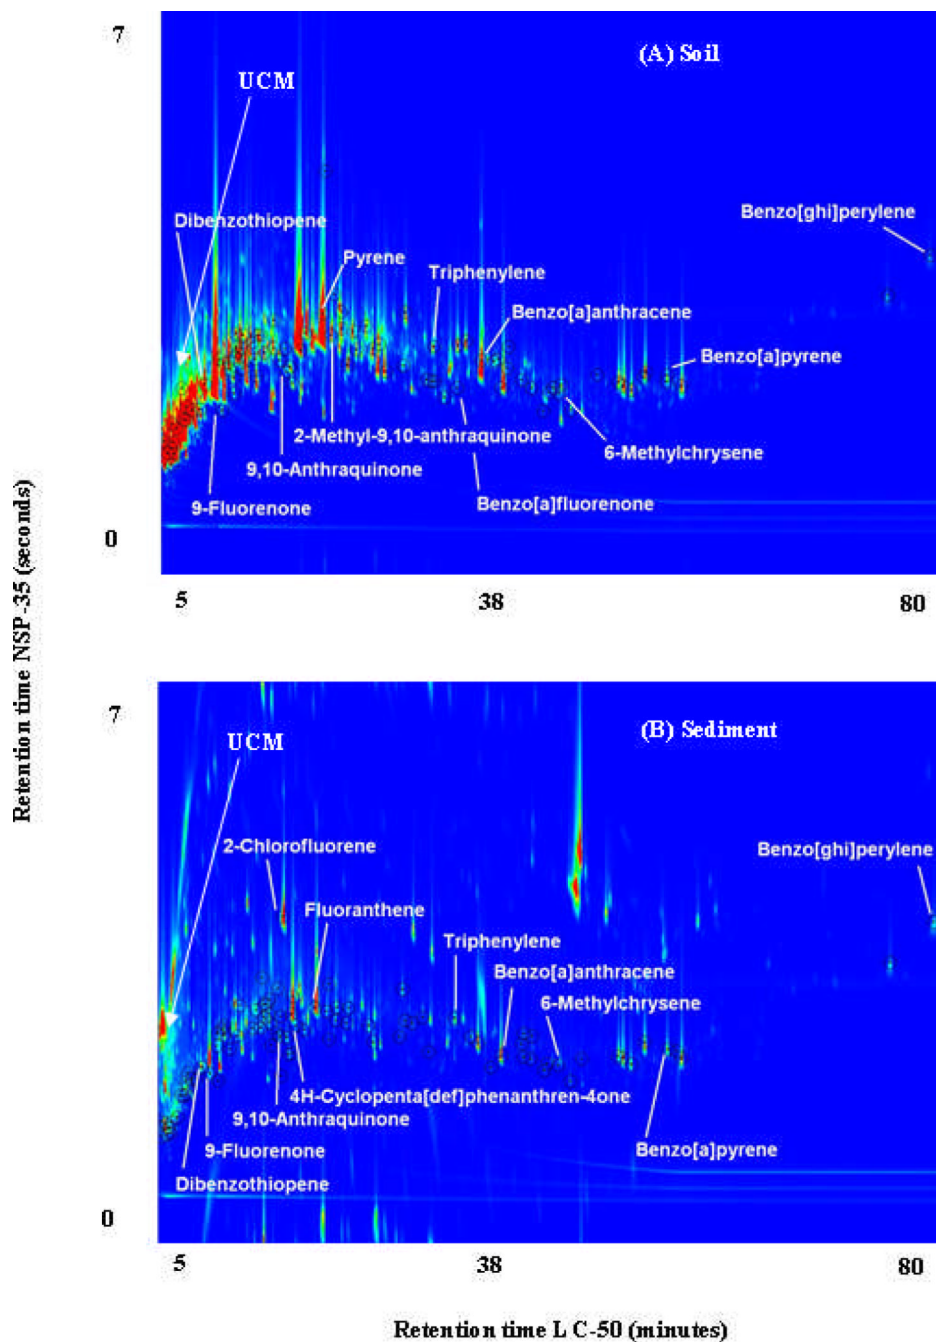 7
(A) Soil
UCM
Dibenzothiopene
Benzo[ghi]perylene
Pyrene
Triphenylene
Benzo[a]anthracene
Benzo[a]pyrene
2-Methyl-9,10-anthraquinone
6-Methylchrysene
9,10-Anthraquinone
9-Fluorenone
Benzo[a]fluorenone
0
5
38
80
Retention time NSP-35 (seconds)
7
(B) Sediment
UCM
2-Chlorofluorene
Benzo[ghi]perylene
Fluoranthene
Triphenylene
Benzo[a]anthracene
6-Methylchrysene
4H-Cyclopenta[def]phenanthren-4one
9,10-Anthraquinone
9-Fluorenone
Benzo[a]pyrene
Dibenzothiopene
0
5
38
80
Retention time L C-50 (minutes)